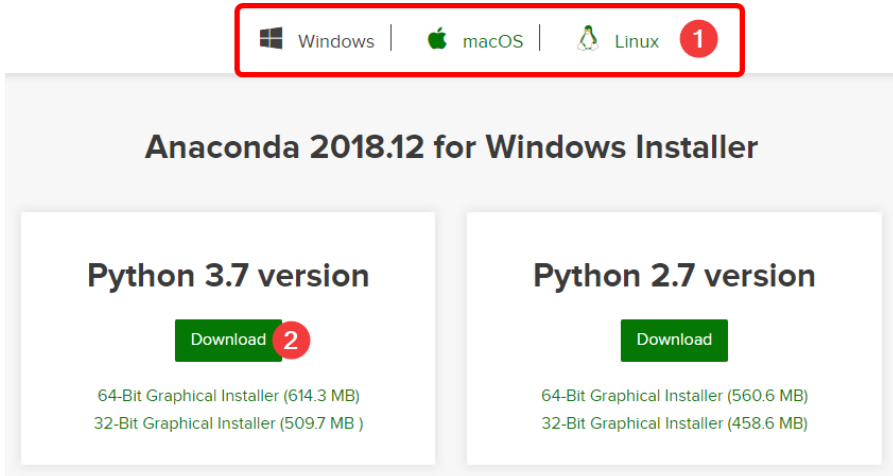 Windows | macOS | Linux 1
Anaconda 2018.12 for Windows Installer
Python 3.7 version
Download 2
64-Bit Graphical Installer (614.3 MB)
32-Bit Graphical Installer (509.7 MB )
Python 2.7 version
Download
64-Bit Graphical Installer (560.6 MB)
32-Bit Graphical Installer (458.6 MB)